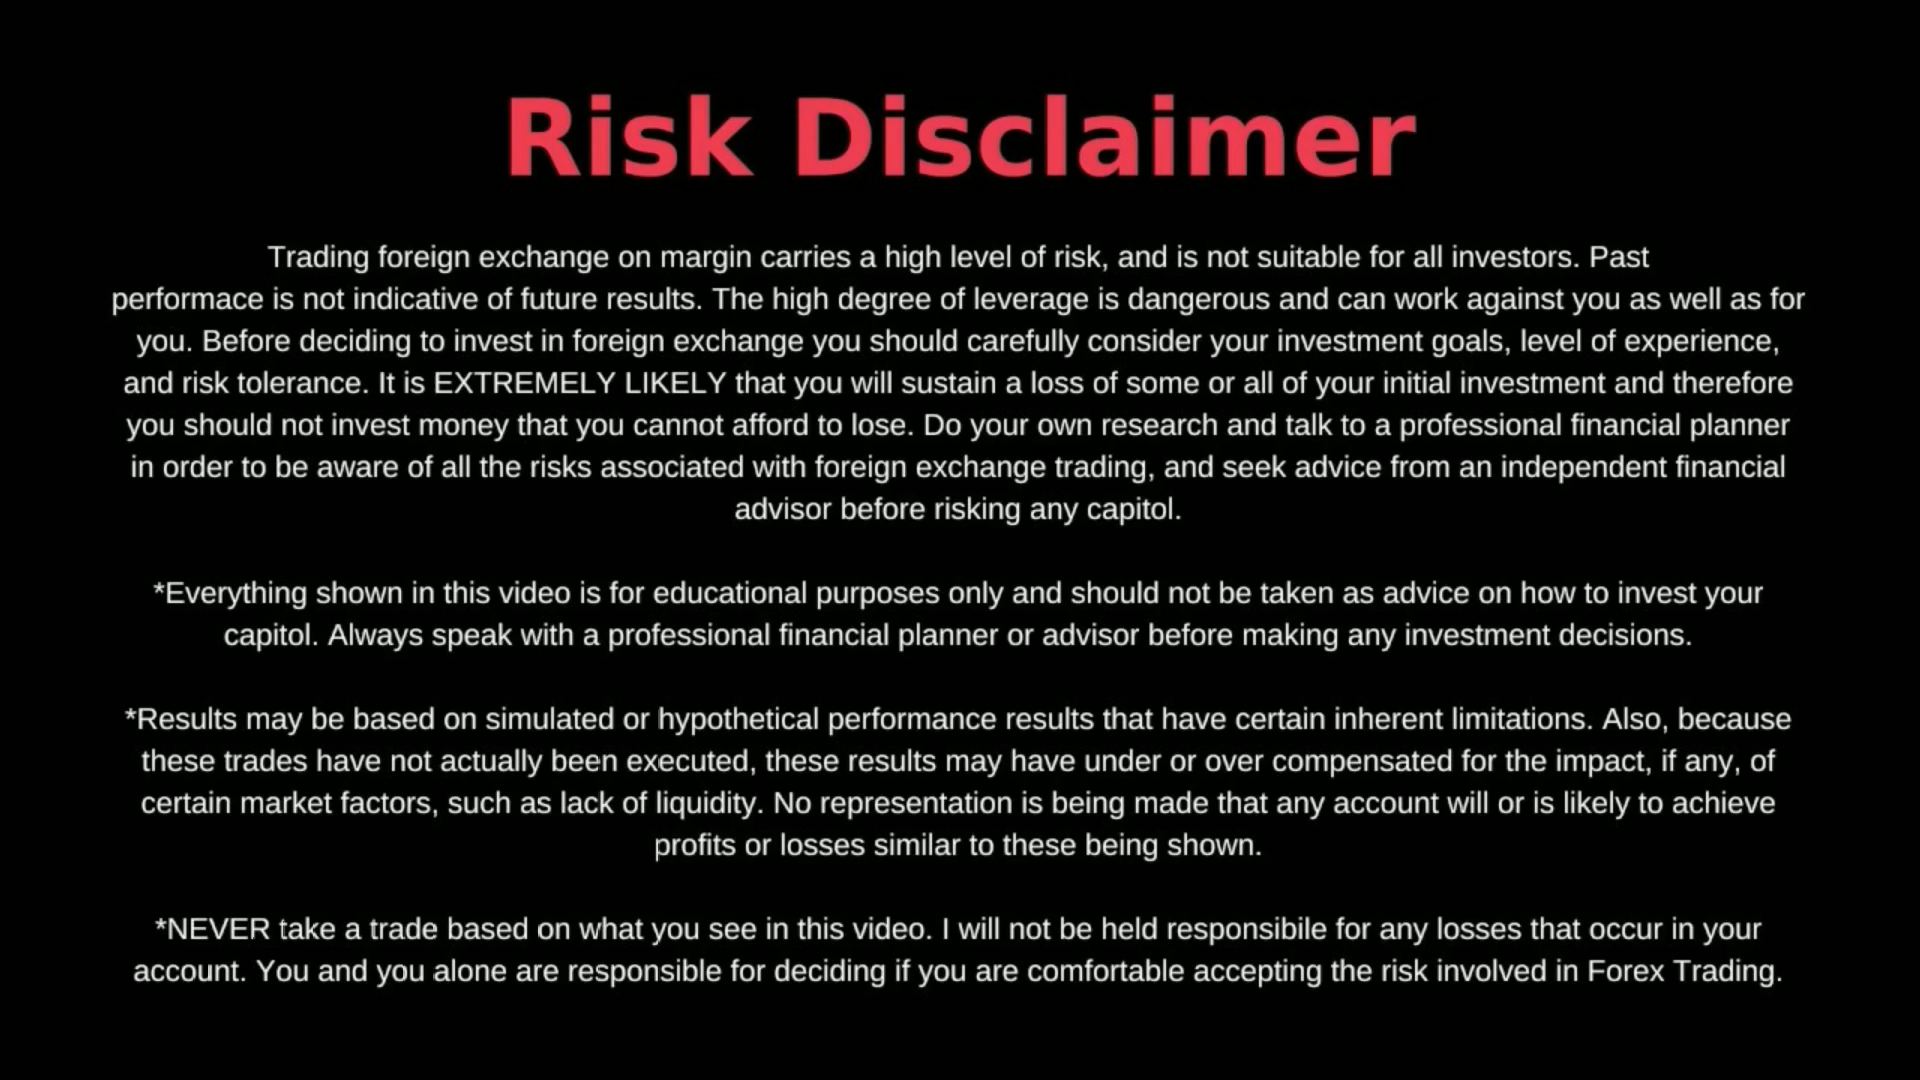 Risk Disclaimer
Trading foreign exchange on margin carries a high level of risk, and is not suitable for all investors. Past
performace is not indicative of future results. The high degree of leverage is dangerous and can work against you as well as for
you. Before deciding to invest in foreign exchange you should carefully consider your investment goals, level of experience,
and risk tolerance. It is EXTREMELY LIKELY that you will sustain a loss of some or all of your initial investment and therefore
you should not invest money that you cannot afford to lose. Do your own research and talk to a professional financial planner
in order to be aware of all the risks associated with foreign exchange trading, and seek advice from an independent financial
advisor before risking any capitol.
*Everything shown in this video is for educational purposes only and should not be taken as advice on how to invest your
capitol. Always speak with a professional financial planner or advisor before making any investment decisions.
*Results may be based on simulated or hypothetical performance results that have certain inherent limitations. Also, because
these trades have not actually been executed, these results may have under or over compensated for the impact, if any, of
certain market factors, such as lack of liquidity. No representation is being made that any account will or is likely to achieve
profits or losses similar to these being shown.
*NEVER take a trade based on what you see in this video. I will not be held responsibile for any losses that occur in your
account. You and you alone are responsible for deciding if you are comfortable accepting the risk involved in Forex Trading.